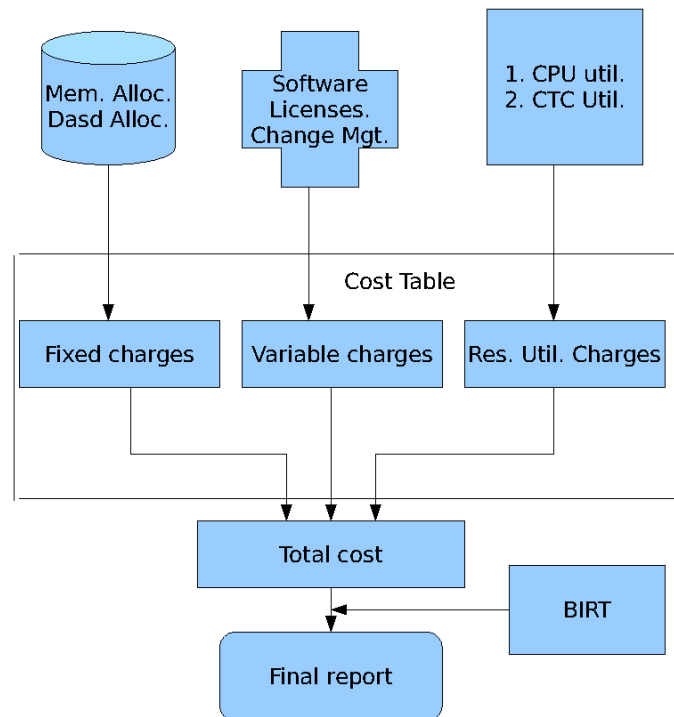 Mem. Alloc.
Dasd Alloc.
Software
Licenses.
Change Mgt.
1. CPU util.
2. CTC Util.
Cost Table
Fixed charges
Variable charges
Res. Util. Charges
Total cost
BIRT
Final report